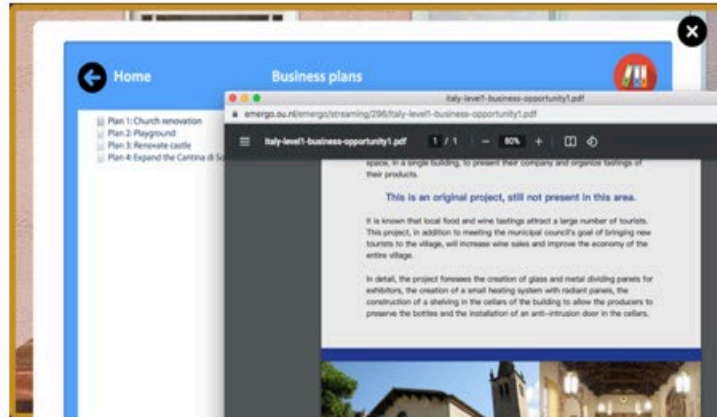 Home
Business plans
Plan 1: Church renovation
Plan 2: Playground
Plan 3: Renovate castle
Plan 4: Expand the Cantina di
italy-level1-business-opportunity1.pdf
emergo.ou.nl/emergo/streaming/296/italy-level1-business-opportunity1.pdf
italy-level1-business-opportunity1.pdf 1 / 1 − 80% +
space, in a single building, to present their company and organize tastings of
their products.
This is an original project, still not present in this area.
It is known that local food and wine tastings attract a large number of tourists.
This project, in addition to meeting the municipal council's goal of bringing new
tourists to the village, will increase wine sales and improve the economy of the
entire village.
In detail, the project foresees the creation of glass and metal dividing panels for
exhibitors, the creation of a small heating system with radiant panels, the
construction of a shelving in the cellars of the building to allow the producers to
preserve the bottles and the installation of an anti-intrusion door in the cellars.